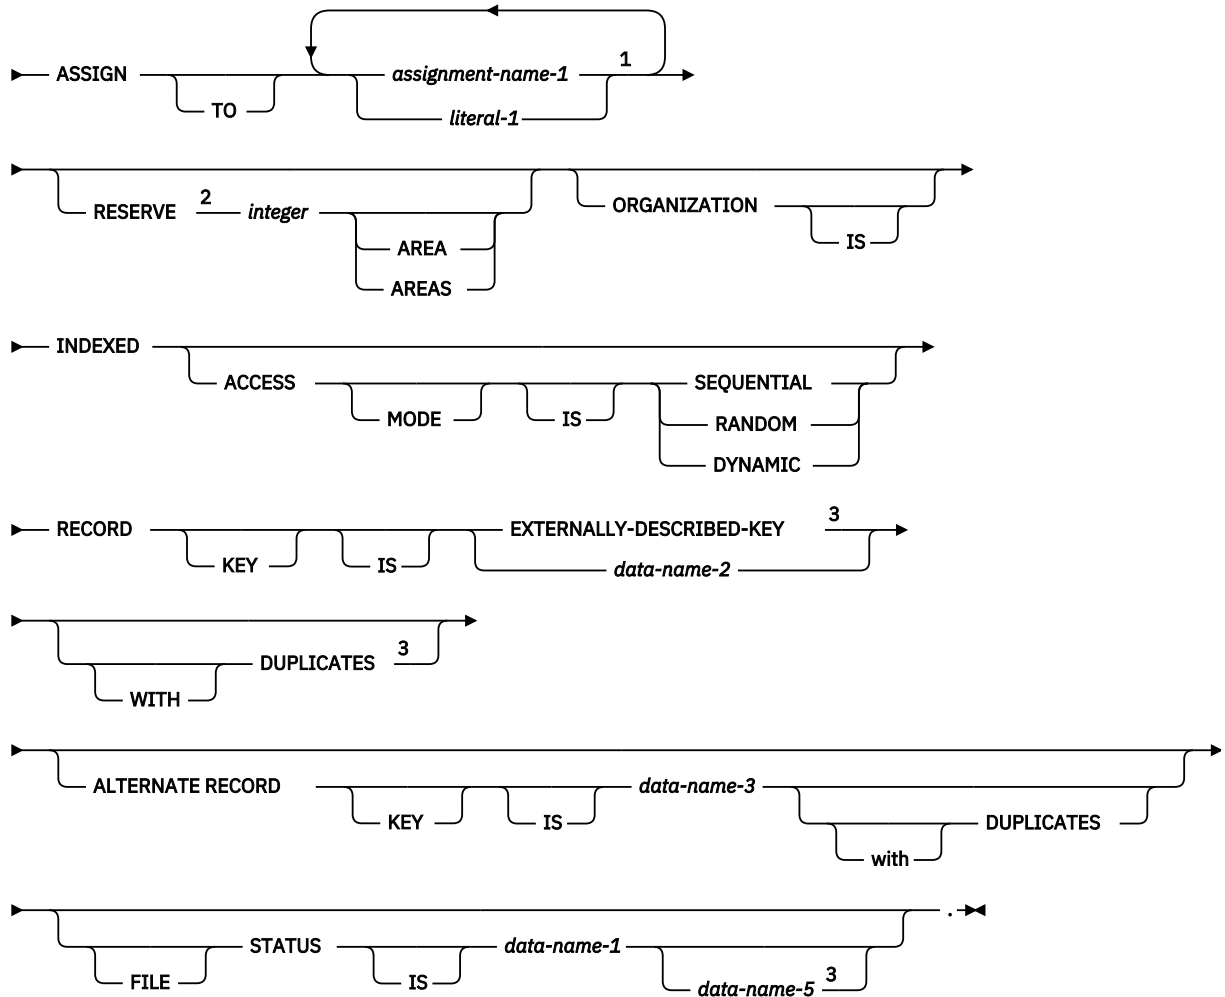 1
ASSIGN assignment-name-1
TO literal-1
2
RESERVE integer ORGANIZATION
AREA IS
AREAS
INDEXED
ACCESS SEQUENTIAL
MODE IS RANDOM
DYNAMIC
RECORD EXTERNALLY-DESCRIBED-KEY 3
KEY IS data-name-2
DUPLICATES 3
WITH
ALTERNATE RECORD data-name-3
KEY IS DUPLICATES
with
.
STATUS data-name-1
FILE IS data-name-5 3